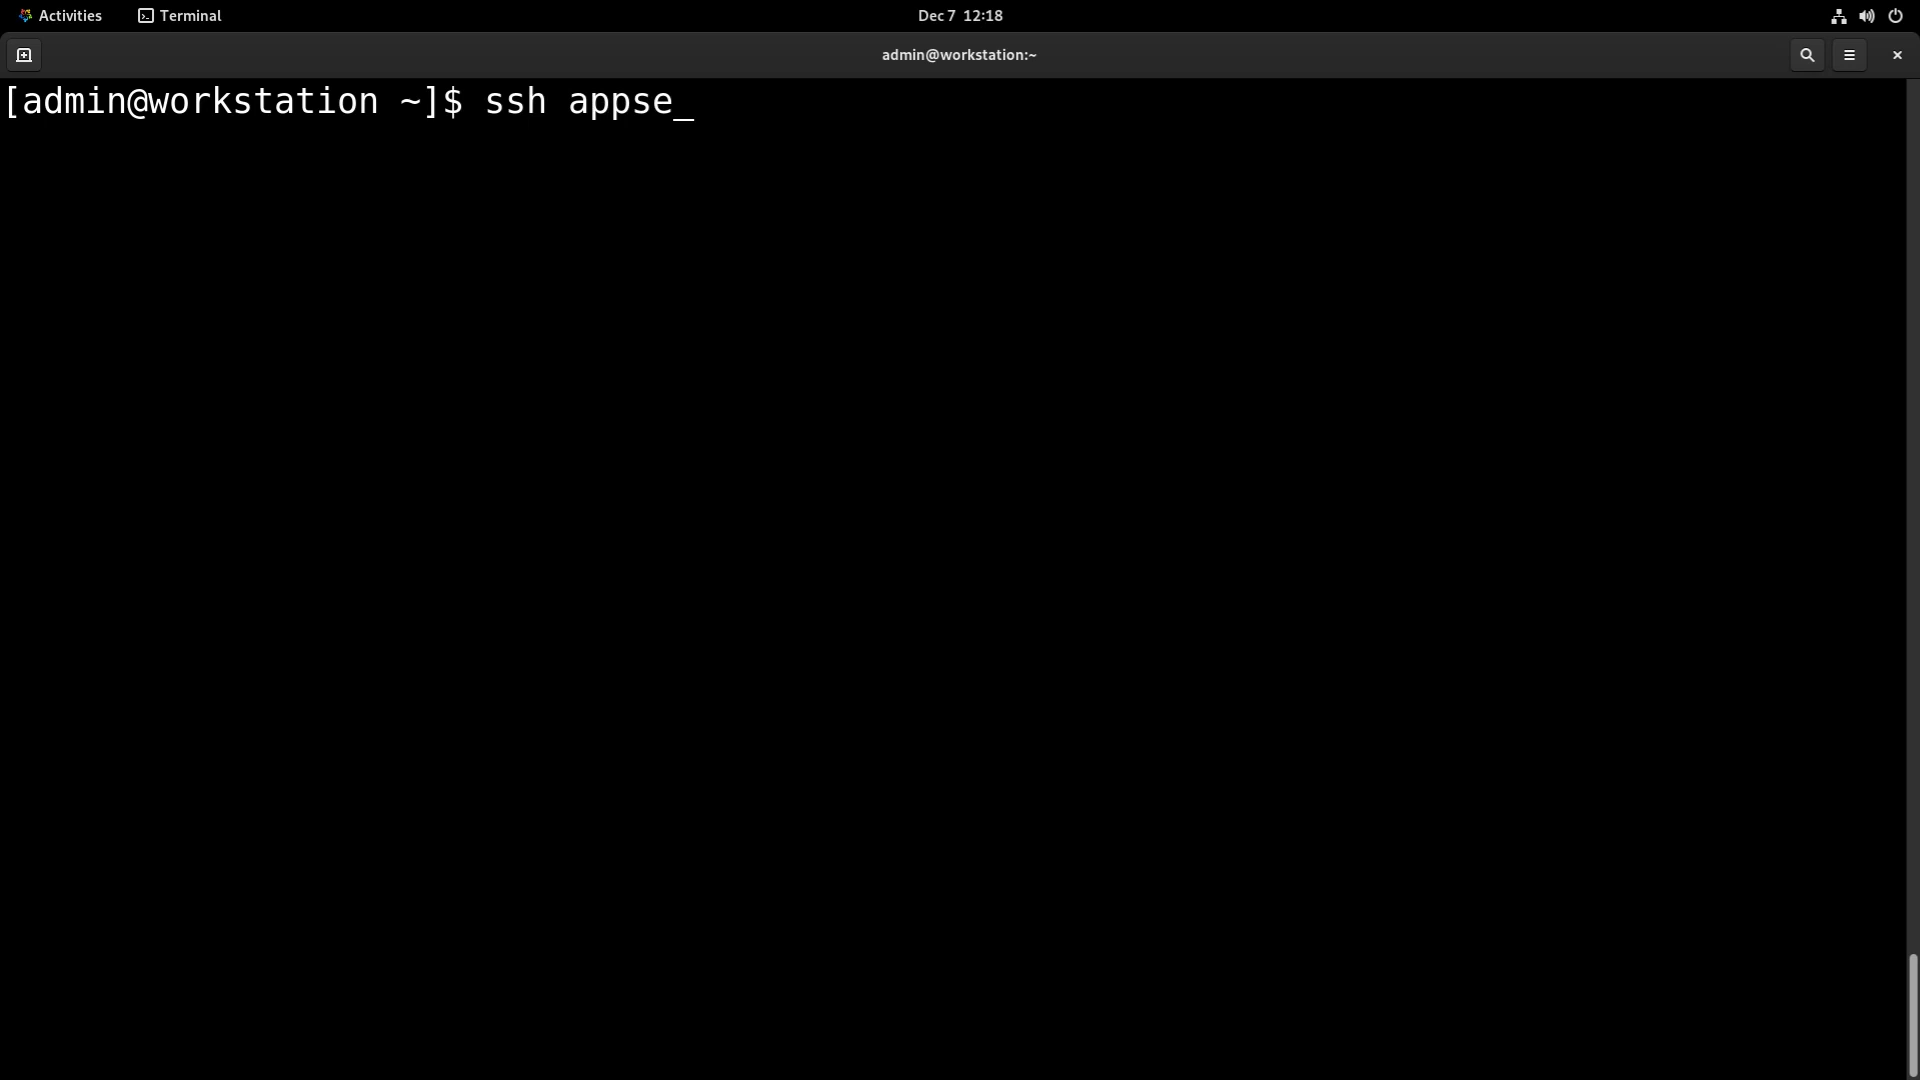 Activities Terminal Dec 7 12:18
admin@workstation:~
[admin@workstation ~]$ ssh appse_